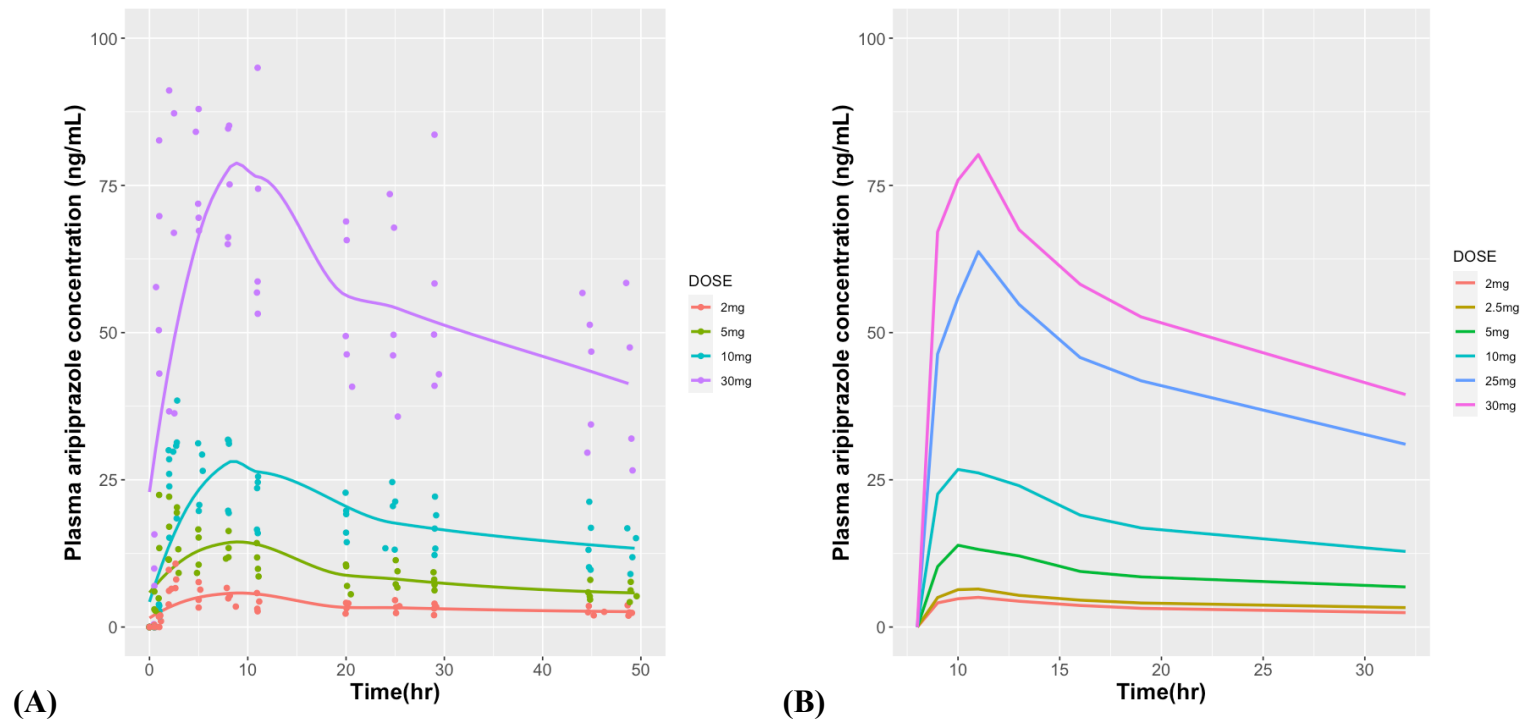 Plasma aripiprazole concentration (ng/mL)
100
75
50
25
0
0 10 20 30 40 50
Time(hr)
DOSE
2mg
5mg
10mg
30mg
(A)
Plasma aripiprazole concentration (ng/mL)
100
75
50
25
0
10 15 20 25 30
Time(hr)
DOSE
2mg
2.5mg
5mg
10mg
25mg
30mg
(B)